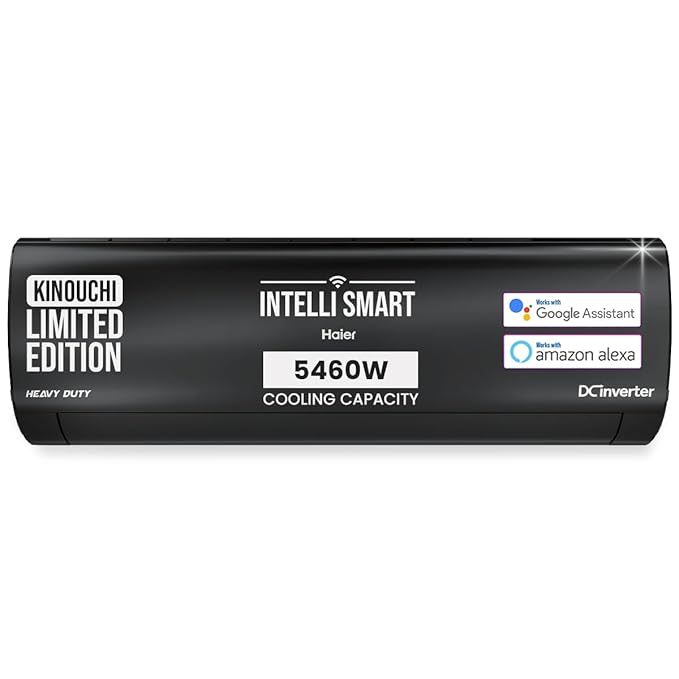 KINOUCHI
LIMITED
EDITION
HEAVY DUTY
INTELLI SMART
Haier
5460W
COOLING CAPACITY
Works with
Google Assistant
Works with
amazon alexa
DCinverter